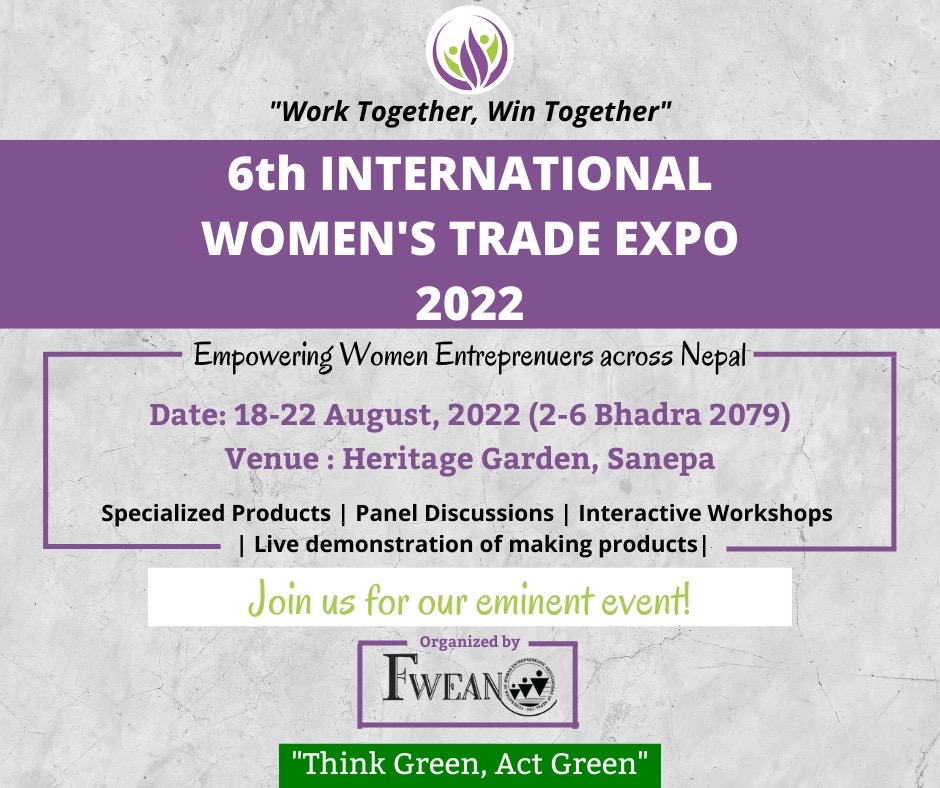 "Work Together, Win Together"
6th INTERNATIONAL
WOMEN'S TRADE EXPO
2022
Empowering Women Entreprenuers across Nepal
Date: 18-22 August, 2022 (2-6 Bhadra 2079)
Venue : Heritage Garden, Sanepa
Specialized Products | Panel Discussions | Interactive Workshops
| Live demonstration of making products|
Join us for our eminent event!
Organized by
FWEAN
"Think Green, Act Green"